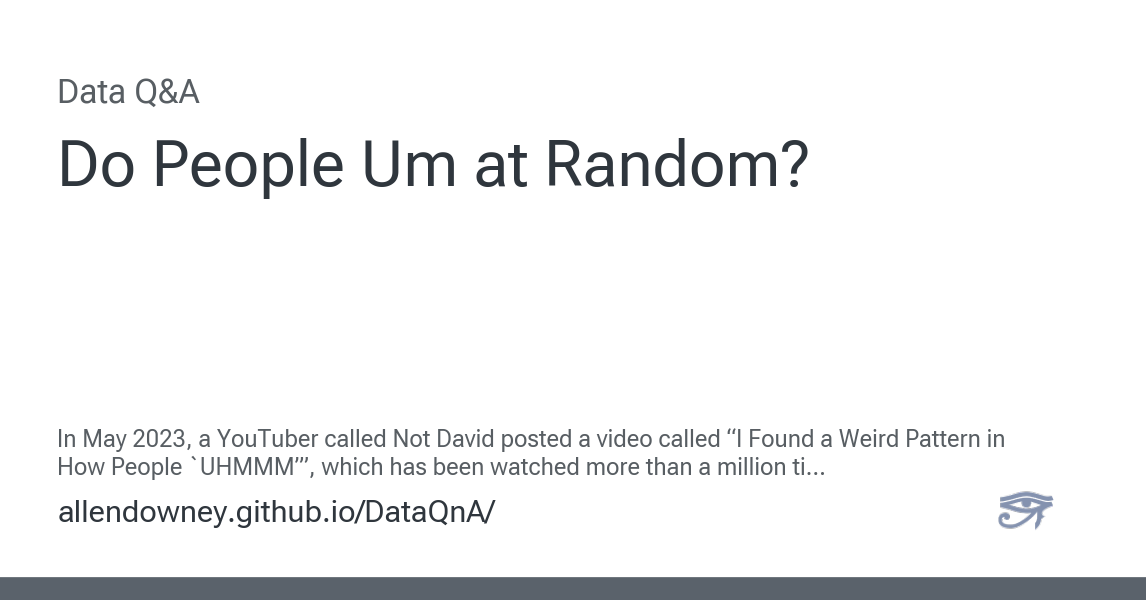 Data Q&A
Do People Um at Random?
In May 2023, a YouTuber called Not David posted a video called “I Found a Weird Pattern in
How People `UHMMM”’, which has been watched more than a million ti...
allendowney.github.io/DataQnA/